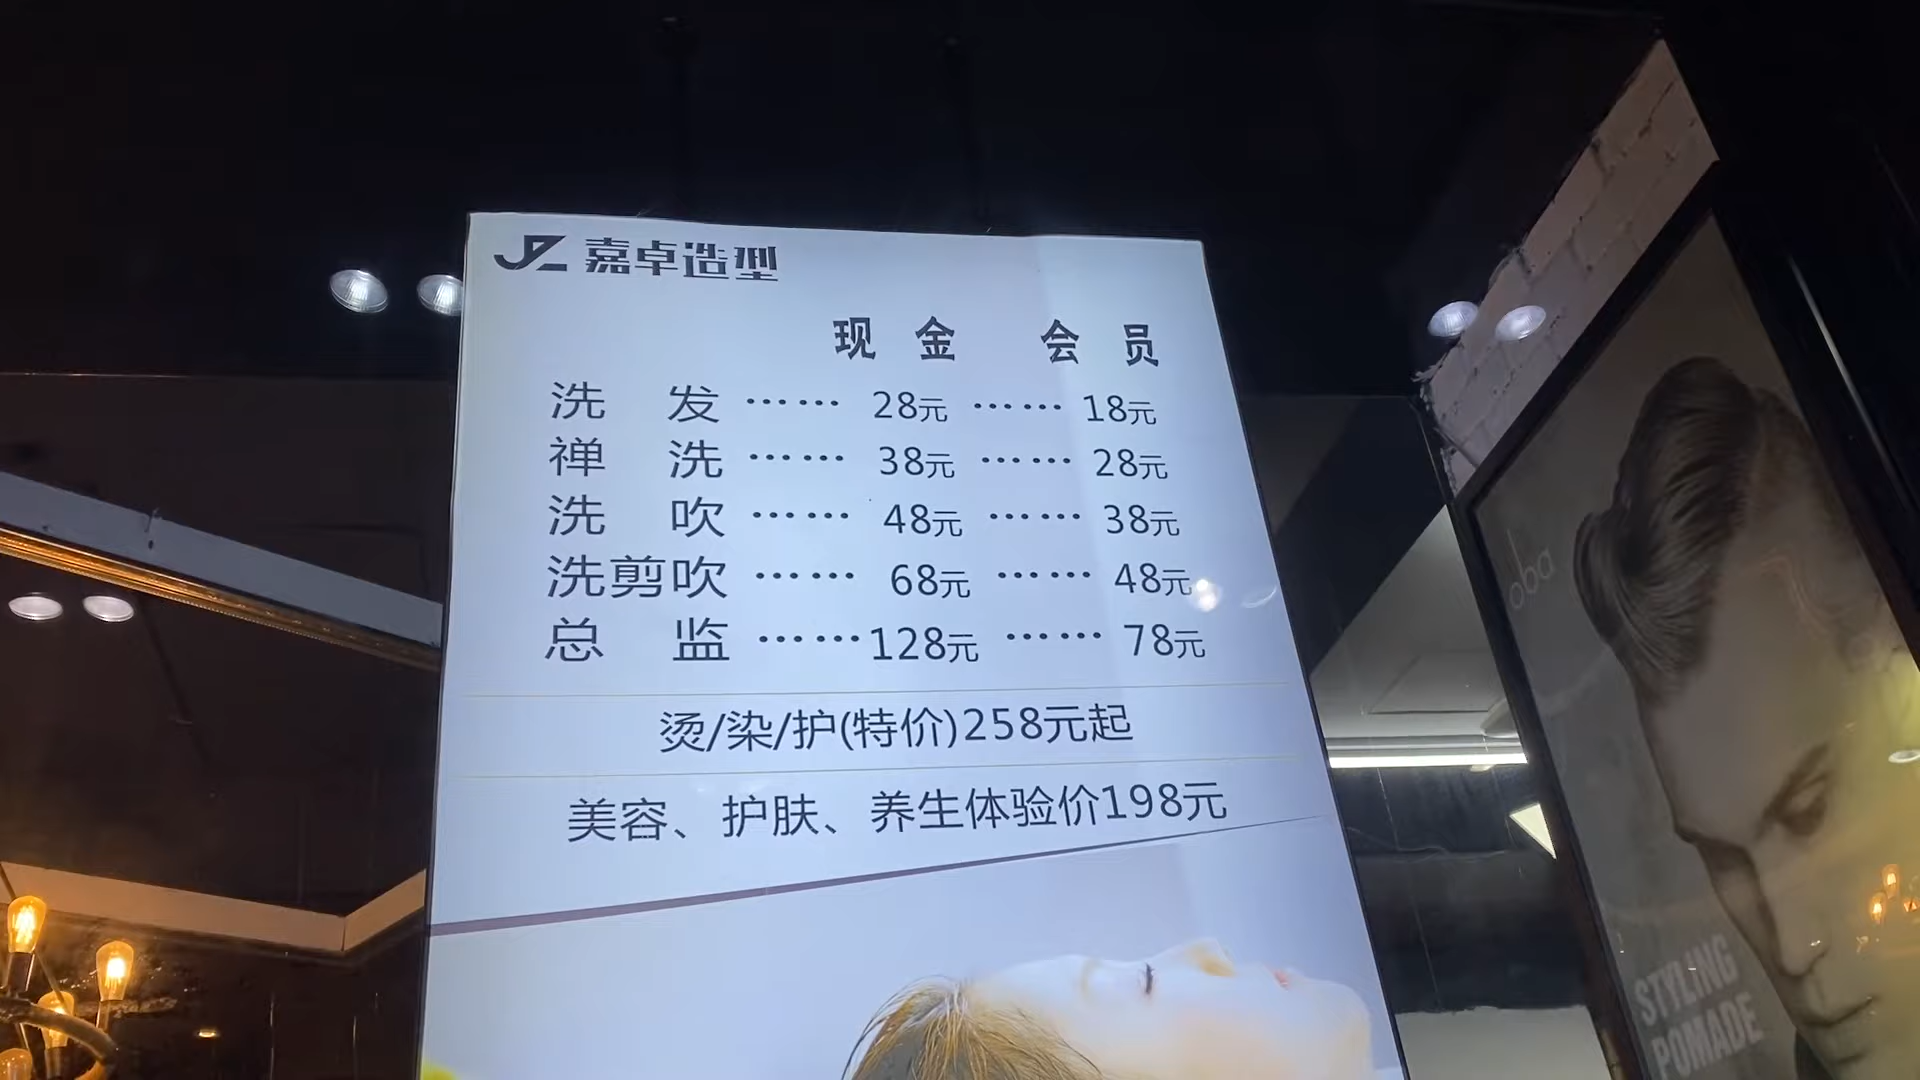 JZ 嘉卓造型
现金 会员
洗发……28元……18元
禅洗……38元……28元
洗吹……48元……38元
洗剪吹……68元……48元
总监……128元……78元
烫/染/护(特价)258元起
美容、护肤、养生体验价198元
oba
STYLING
POMADE